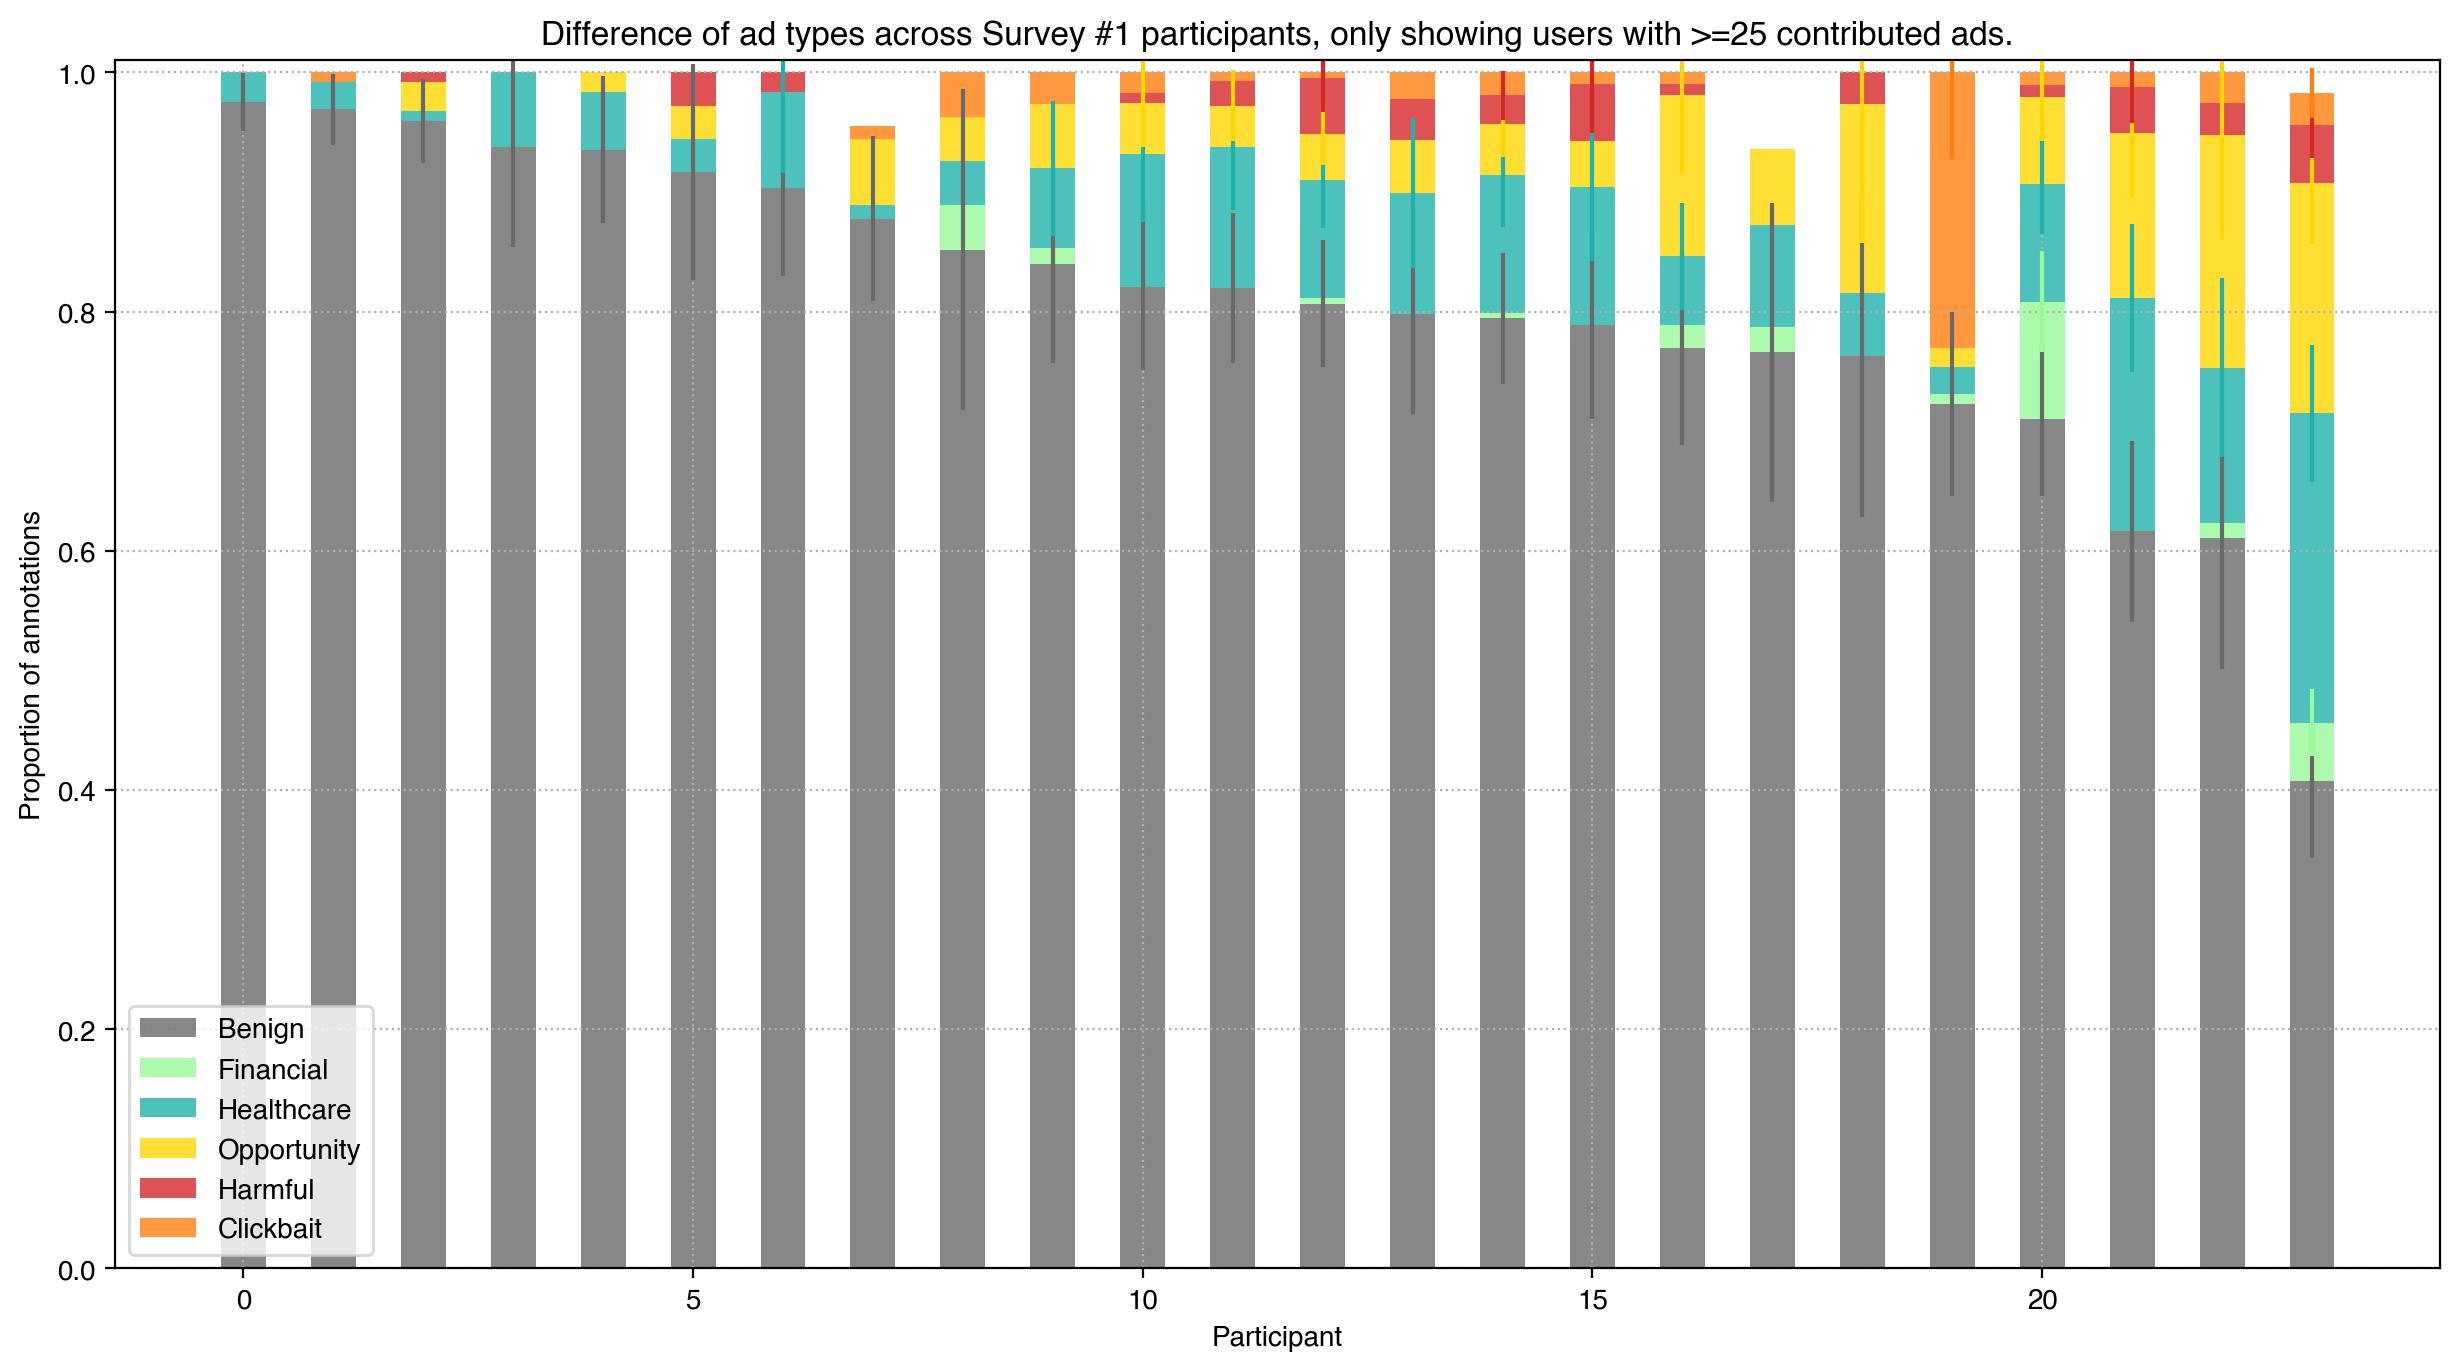 Difference of ad types across Survey #1 participants, only showing users with >=25 contributed ads.
1.0
0.8
0.6
0.4
0.2
0.0
Proportion of annotations
Benign
Financial
Healthcare
Opportunity
Harmful
Clickbait
0 5 10 15 20
Participant